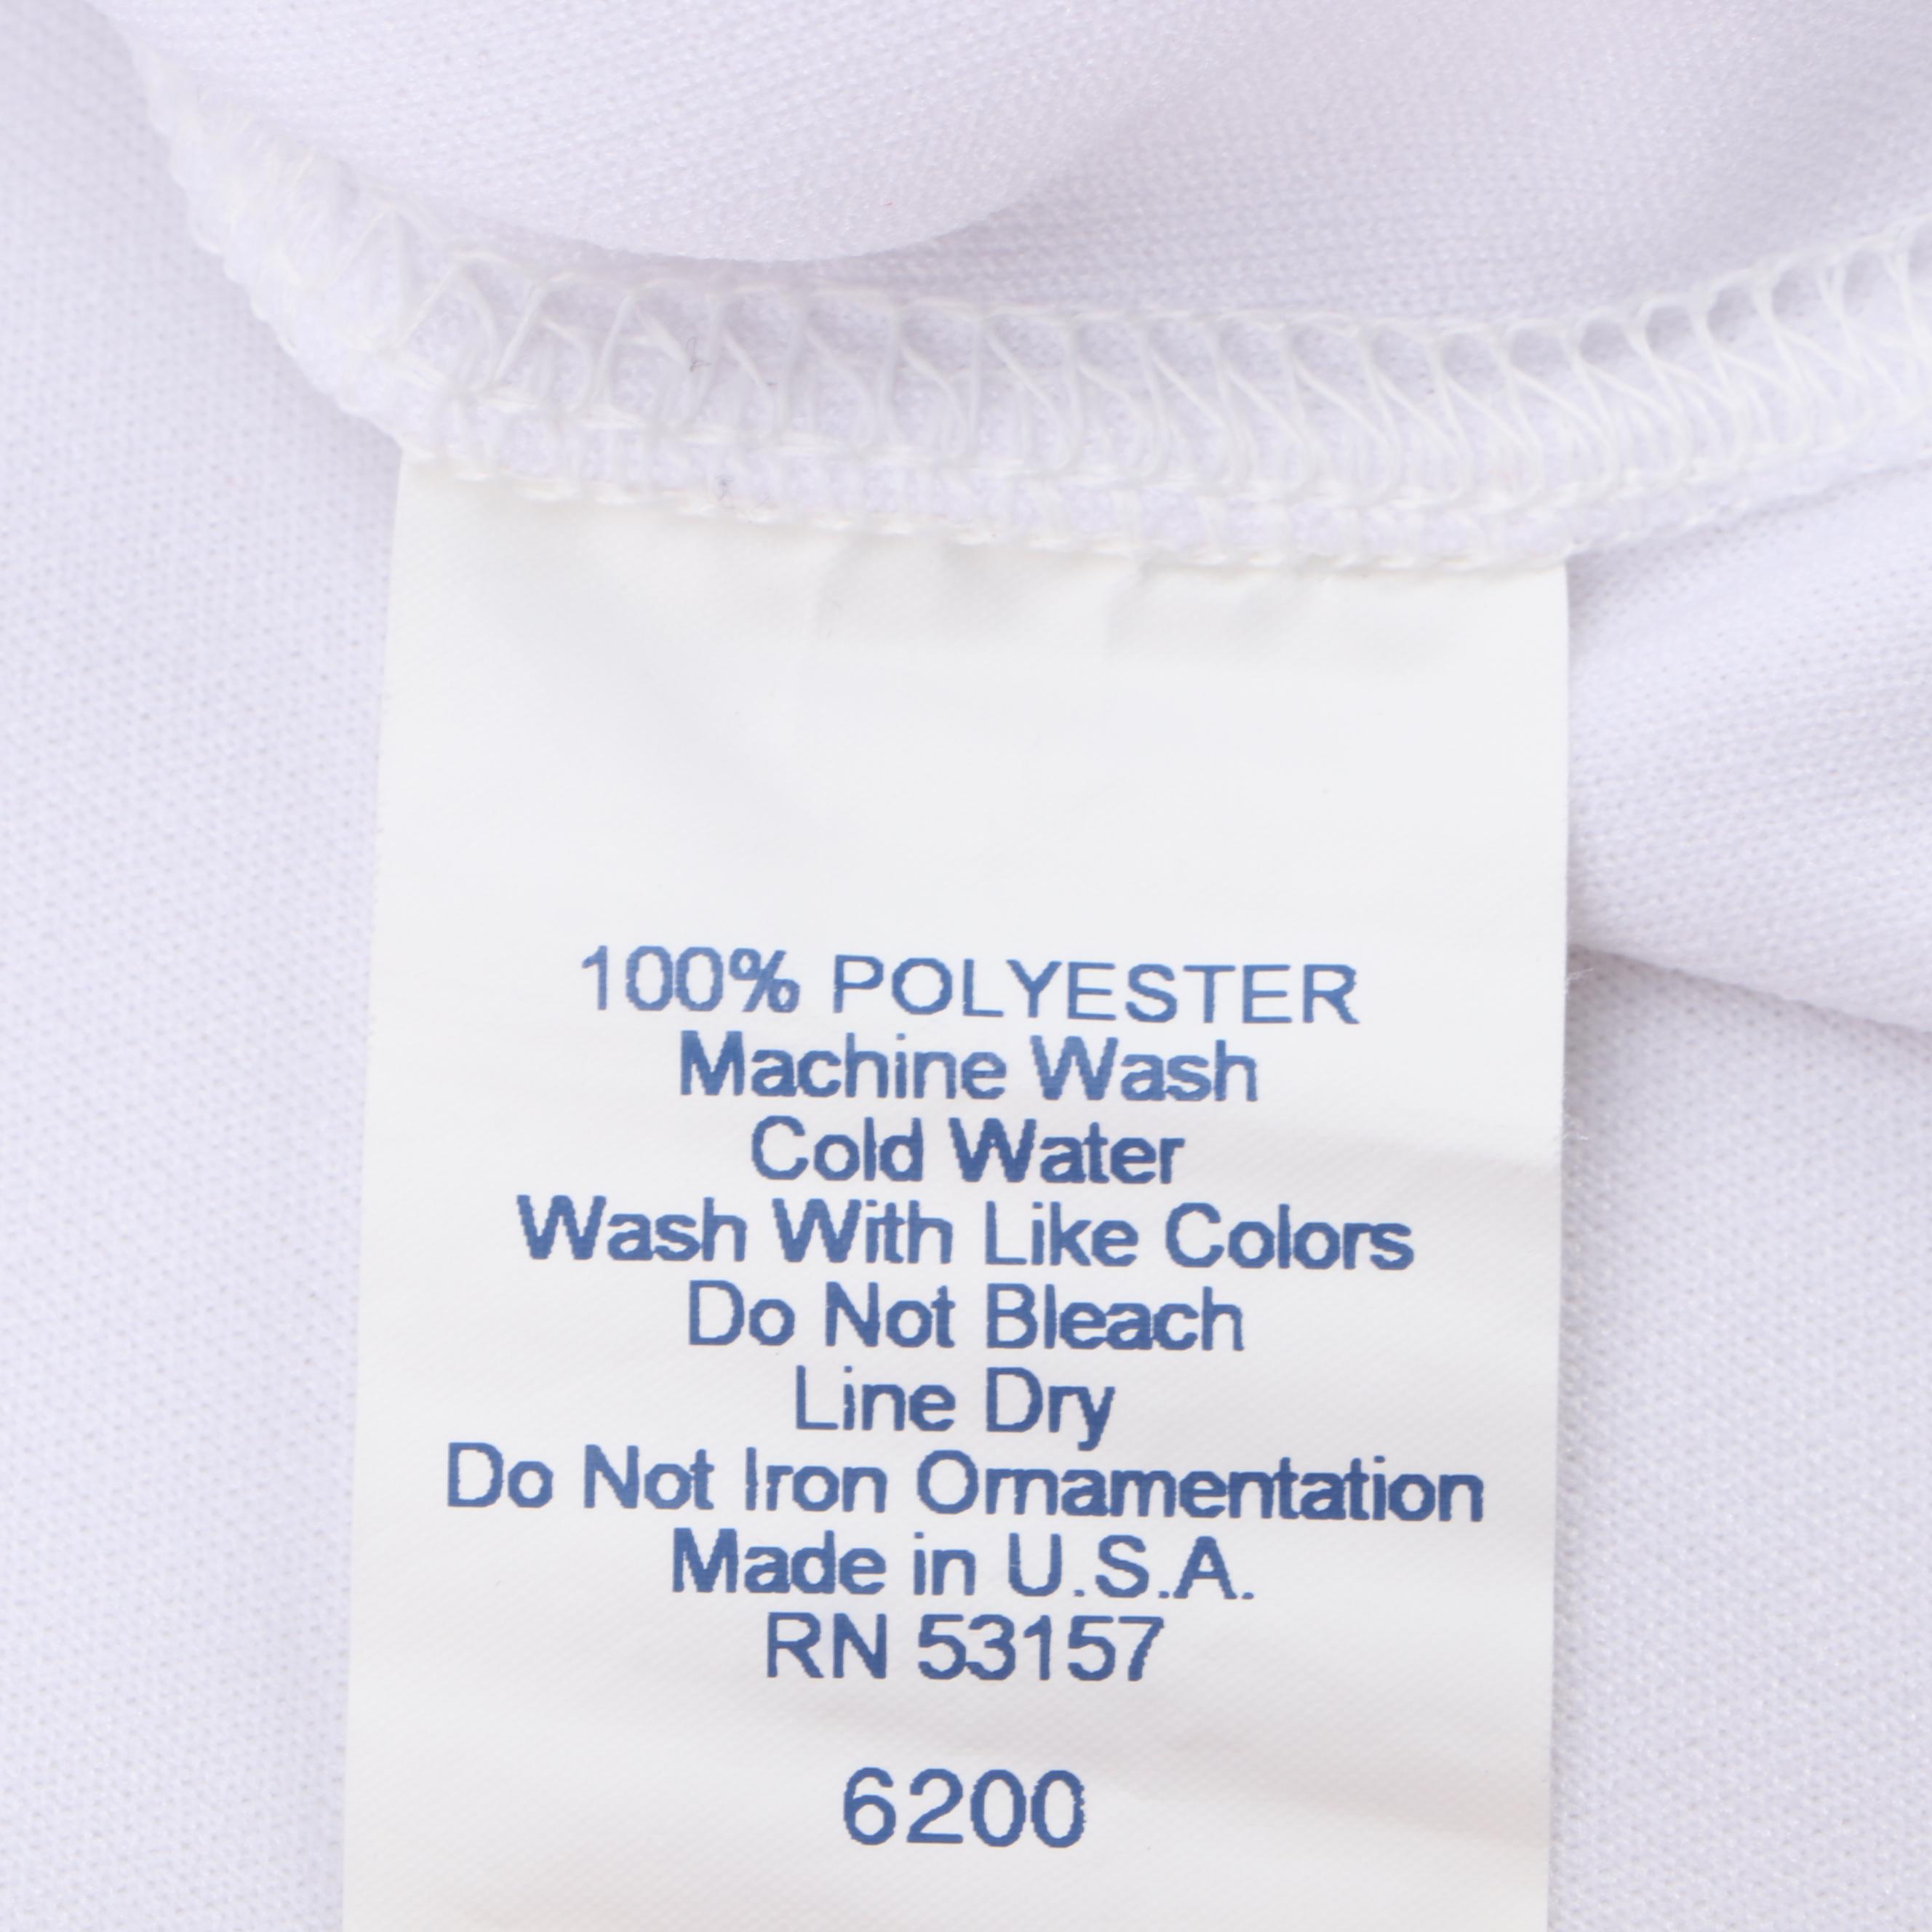 100% POLYESTER
Machine Wash
Cold Water
Wash With Like Colors
Do Not Bleach
Line Dry
Do Not Iron Ornamentation
Made in U.S.A.
RN 53157
6200